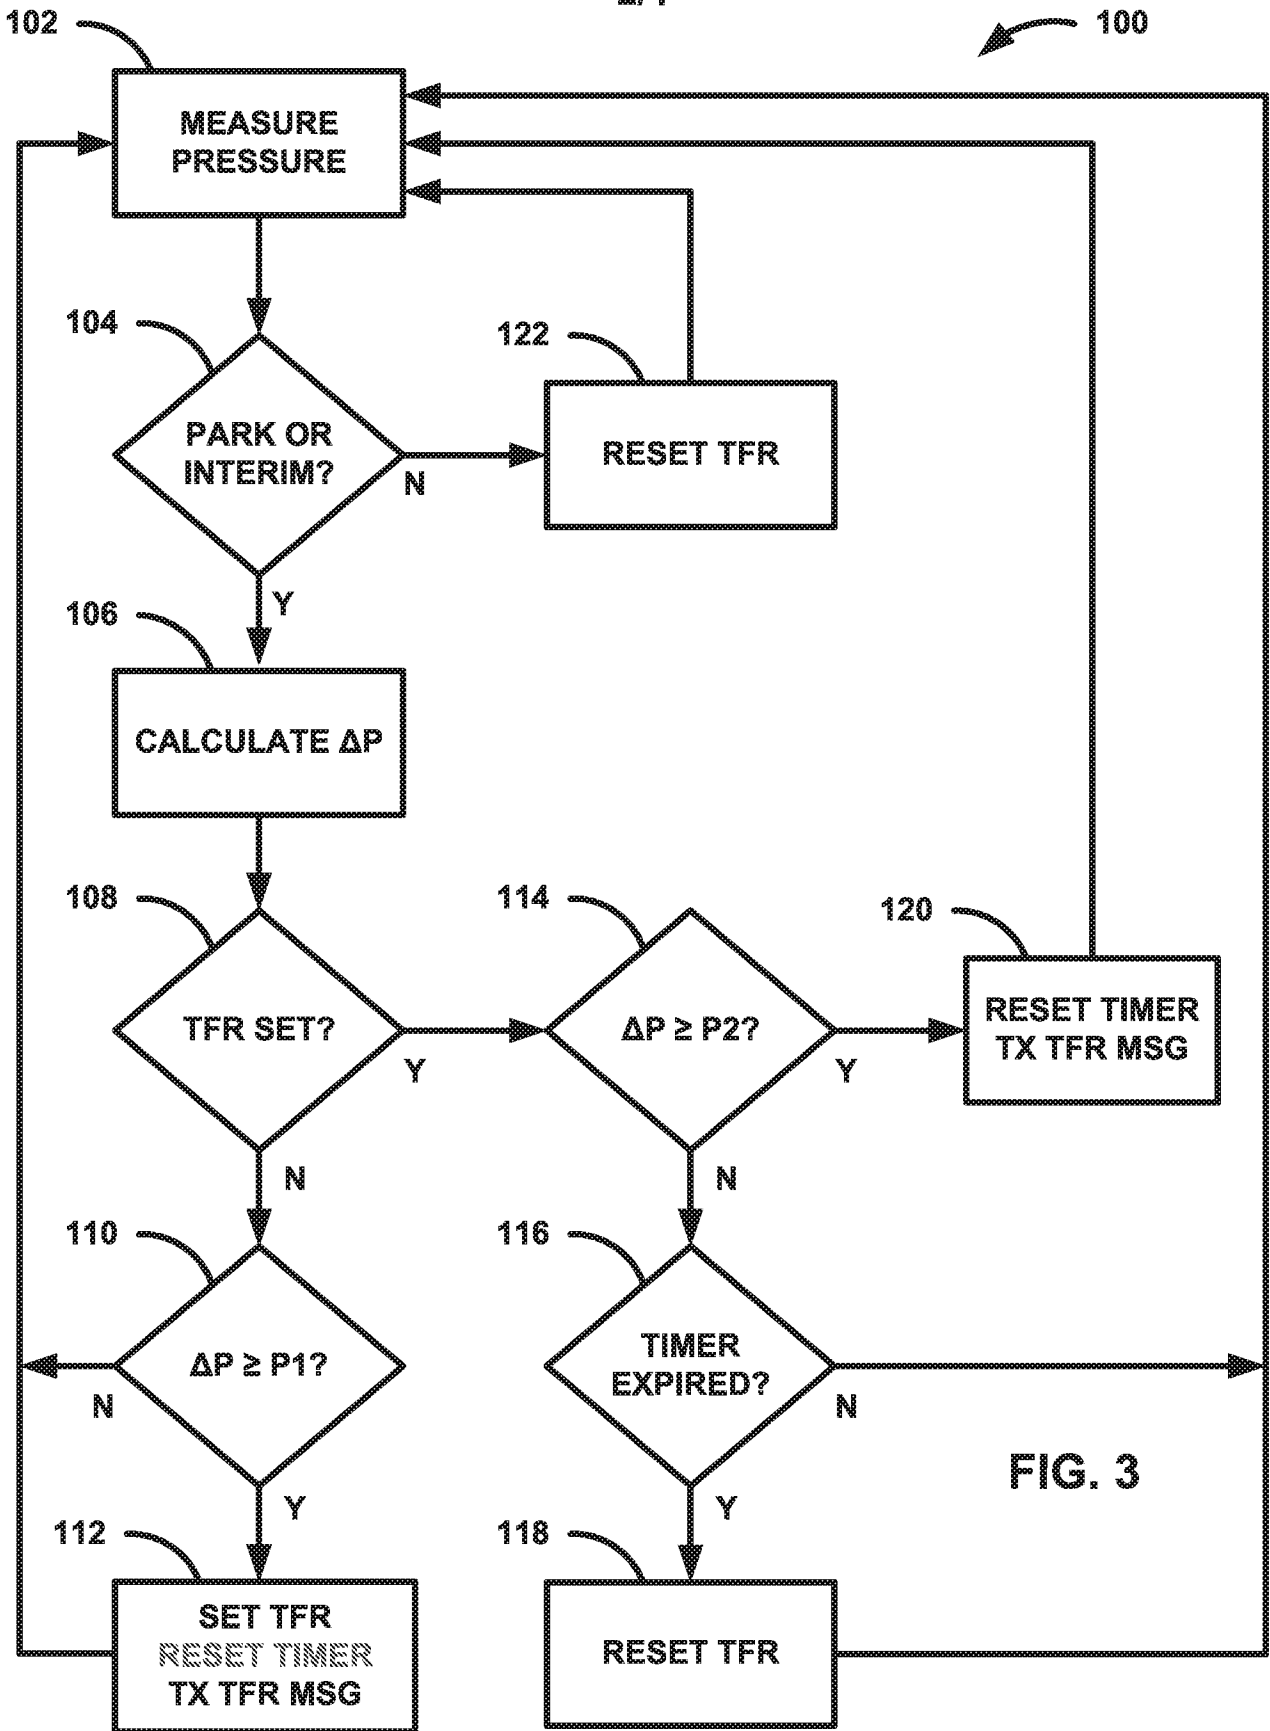 102
100
MEASURE
PRESSURE
104
122
PARK OR
INTERIM?
N
RESET TFR
Y
106
CALCULATE ΔP
108
114
120
TFR SET?
Y
ΔP ≥ P2?
Y
RESET TIMER
TX TFR MSG
N
N
110
116
ΔP ≥ P1?
N
TIMER
EXPIRED?
N
FIG. 3
Y
Y
112
118
SET TFR
RESET TIMER
TX TFR MSG
RESET TFR